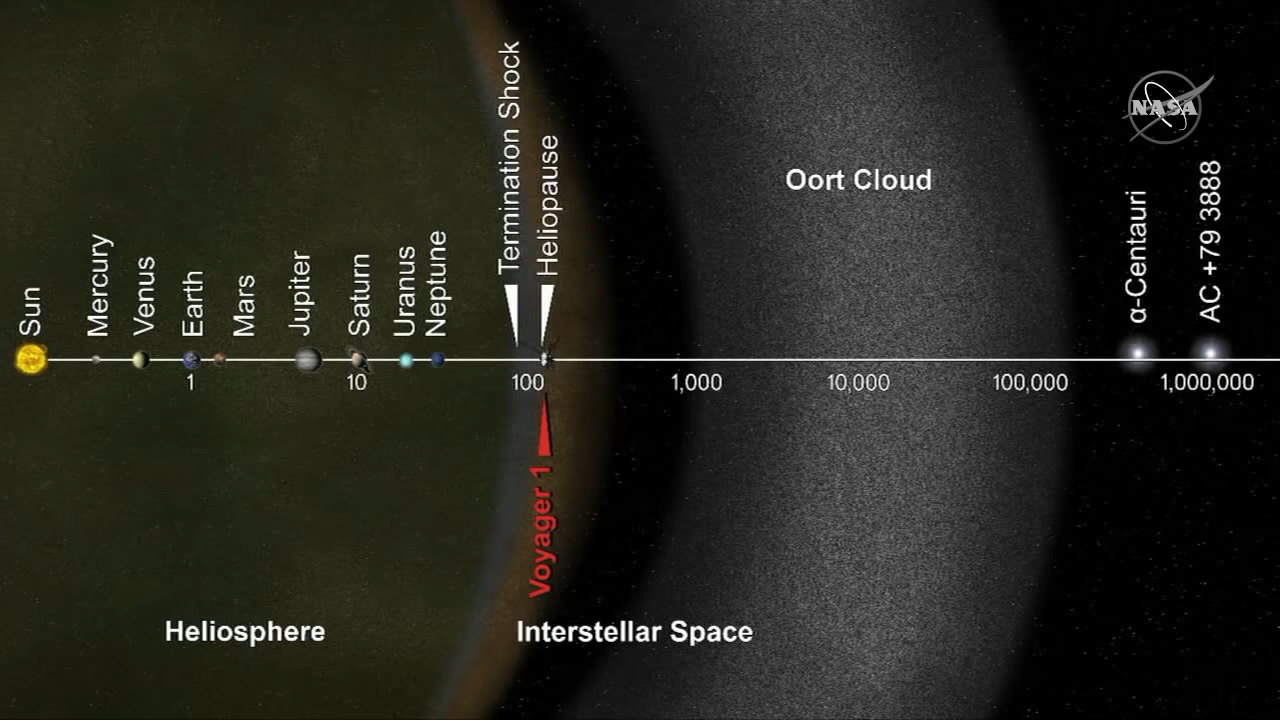 NASA
Termination Shock
Heliopause
Oort Cloud
Sun
Mercury
Venus
Earth
Mars
Jupiter
Saturn
Uranus
Neptune
α-Centauri
AC +79 3888
1
10
100
1,000
10,000
100,000
1,000,000
Voyager 1
Heliosphere
Interstellar Space